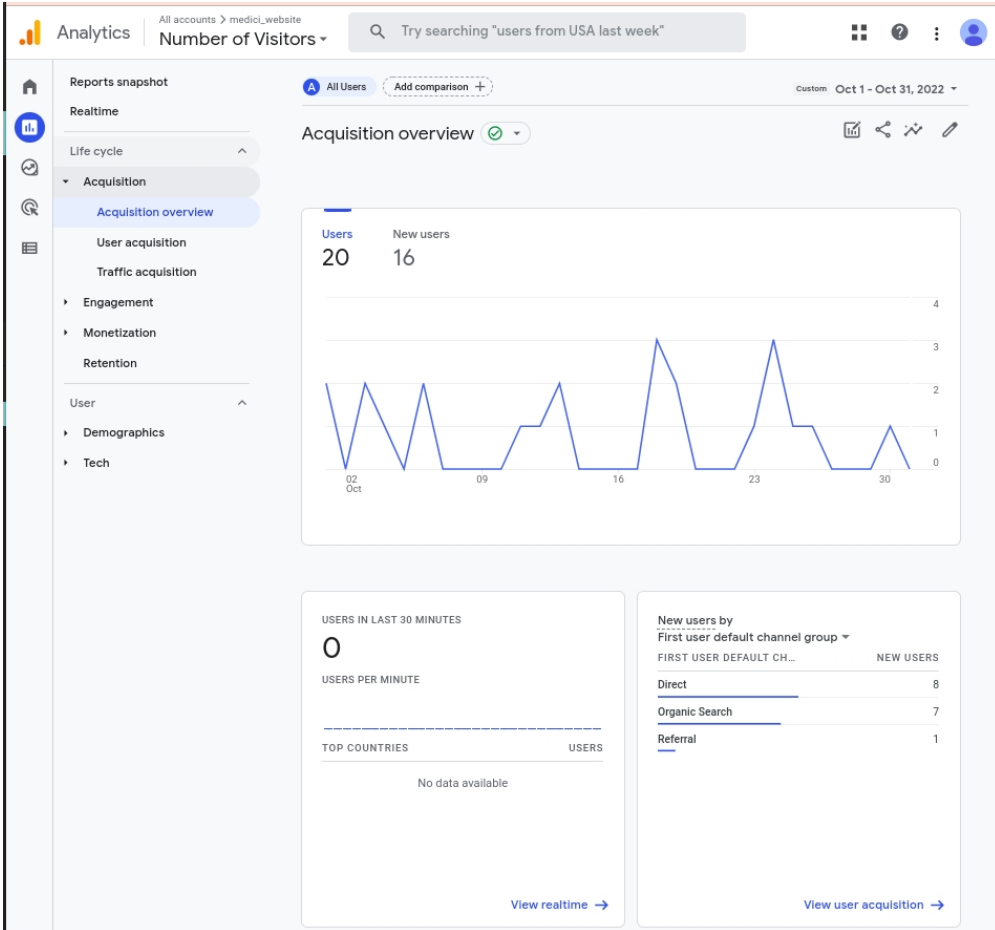 Analytics
All accounts > medici_website
Number of Visitors
Try searching "users from USA last week"
Reports snapshot
Realtime
Life cycle
Acquisition
Acquisition overview
User acquisition
Traffic acquisition
Engagement
Monetization
Retention
User
Demographics
Tech
A All Users
Add comparison
Custom Oct 1 - Oct 31, 2022
Acquisition overview
Users New users
20 16
4
3
2
1
0
02 09 16 23 30
Oct
USERS IN LAST 30 MINUTES
0
USERS PER MINUTE
TOP COUNTRIES USERS
No data available
View realtime
New users by
First user default channel group
FIRST USER DEFAULT CH... NEW USERS
Direct 8
Organic Search 7
Referral 1
View user acquisition